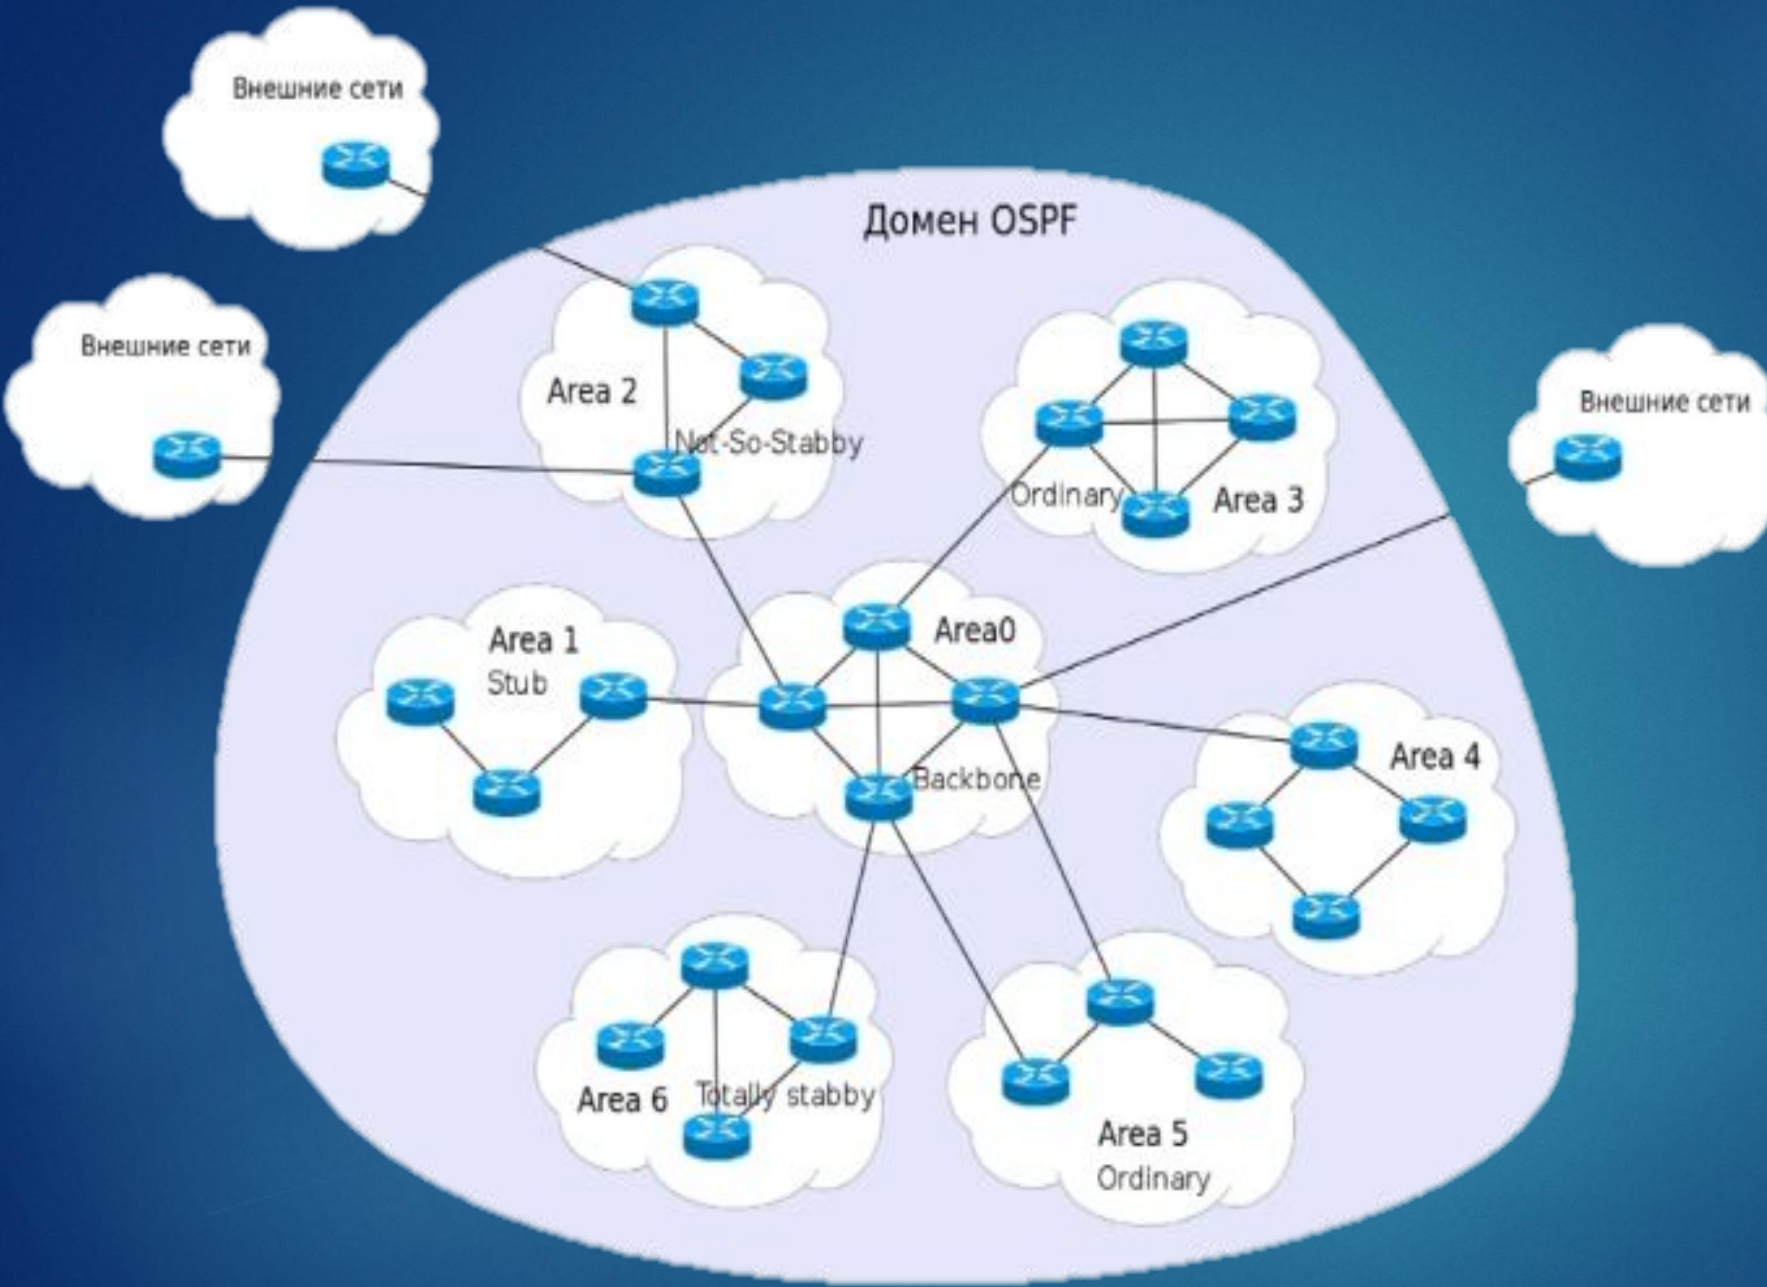 Внешние сети
Домен OSPF
Внешние сети
Внешние сети
Area 2
Not-So-Stabby
Ordinary
Area 3
Area 1
Stub
Area0
Backbone
Area 4
Area 6
Totally stabby
Area 5
Ordinary